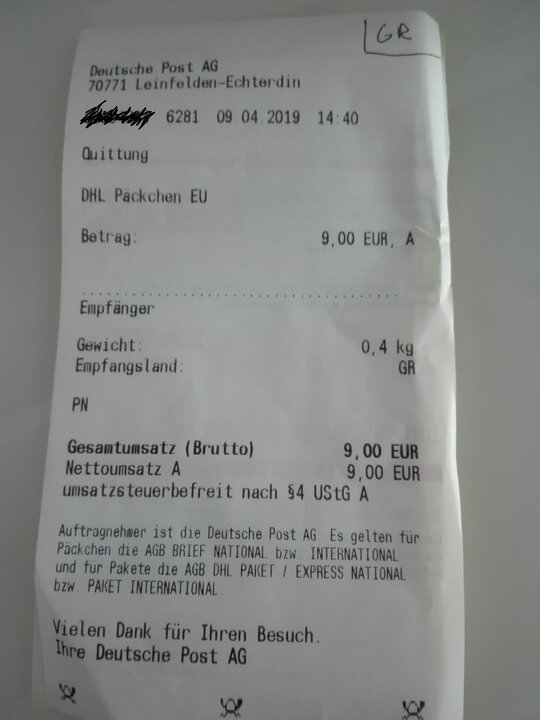 GR
Deutsche Post AG
70771 Leinfelden-Echterdin
6281 09 04.2019 14:40
Quittung
DHL Päckchen EU
Betrag: 9,00 EUR, A
Empfänger
Gewicht: 0,4 kg
Empfangsland: GR
PN
Gesamtumsatz (Brutto) 9,00 EUR
Nettoumsatz A 9,00 EUR
umsatzsteuerbefreit nach §4 UStG A
Auftragnehmer ist die Deutsche Post AG. Es gelten für
Päckchen die AGB BRIEF NATIONAL bzw. INTERNATIONAL
und für Pakete die AGB DHL PAKET / EXPRESS NATIONAL
bzw. PAKET INTERNATIONAL.
Vielen Dank für Ihren Besuch.
Ihre Deutsche Post AG